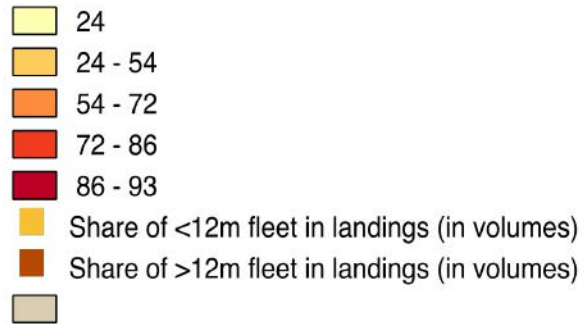 24
24 - 54
54 - 72
72 - 86
86 - 93
Share of <12m fleet in landings (in volumes)
Share of >12m fleet in landings (in volumes)